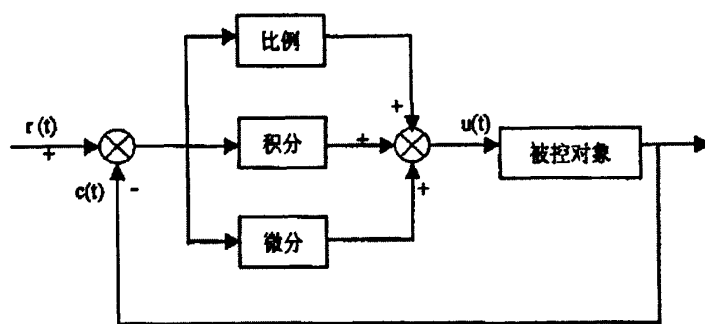 比例
r (t)
+
+
积分
+
u(t)
被控对象
c(t)
-
+
微分